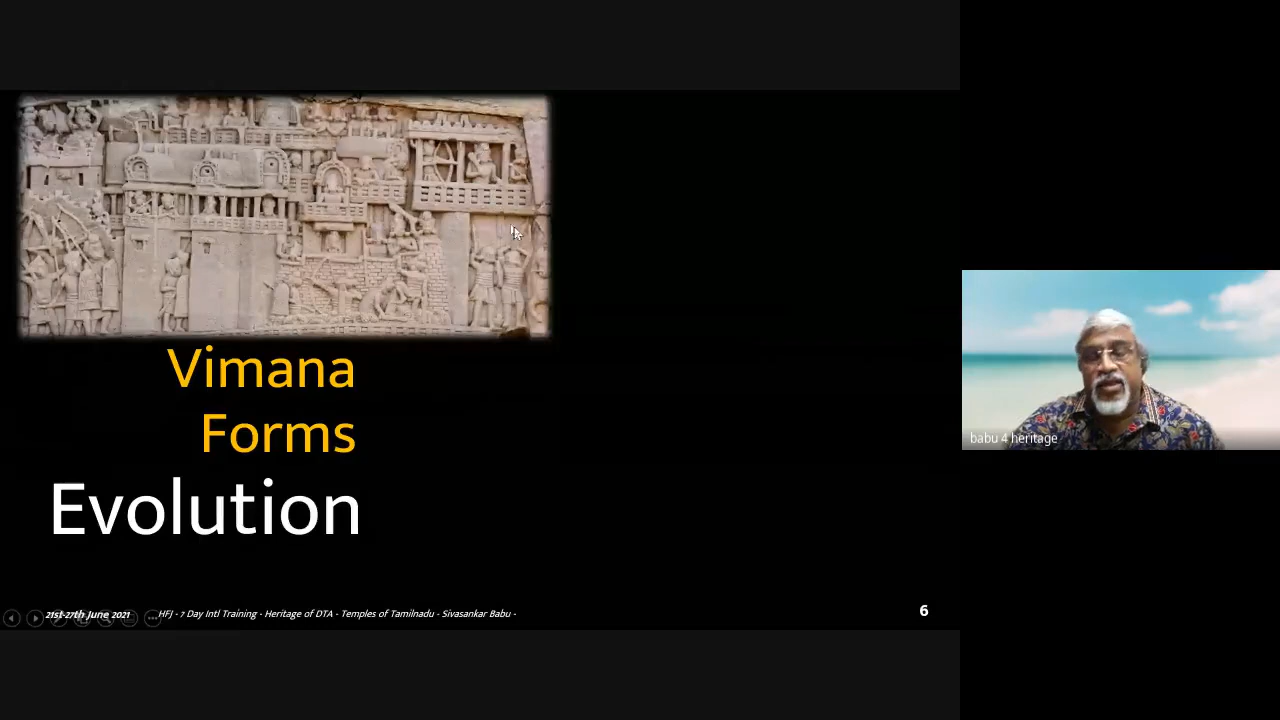 Vimana
Forms
Evolution
21st-27th June 2021 HFJ - 7 Day Intl Training - Heritage of DTA - Temples of Tamilnadu - Sivasankar Babu -
6
babu 4 heritage